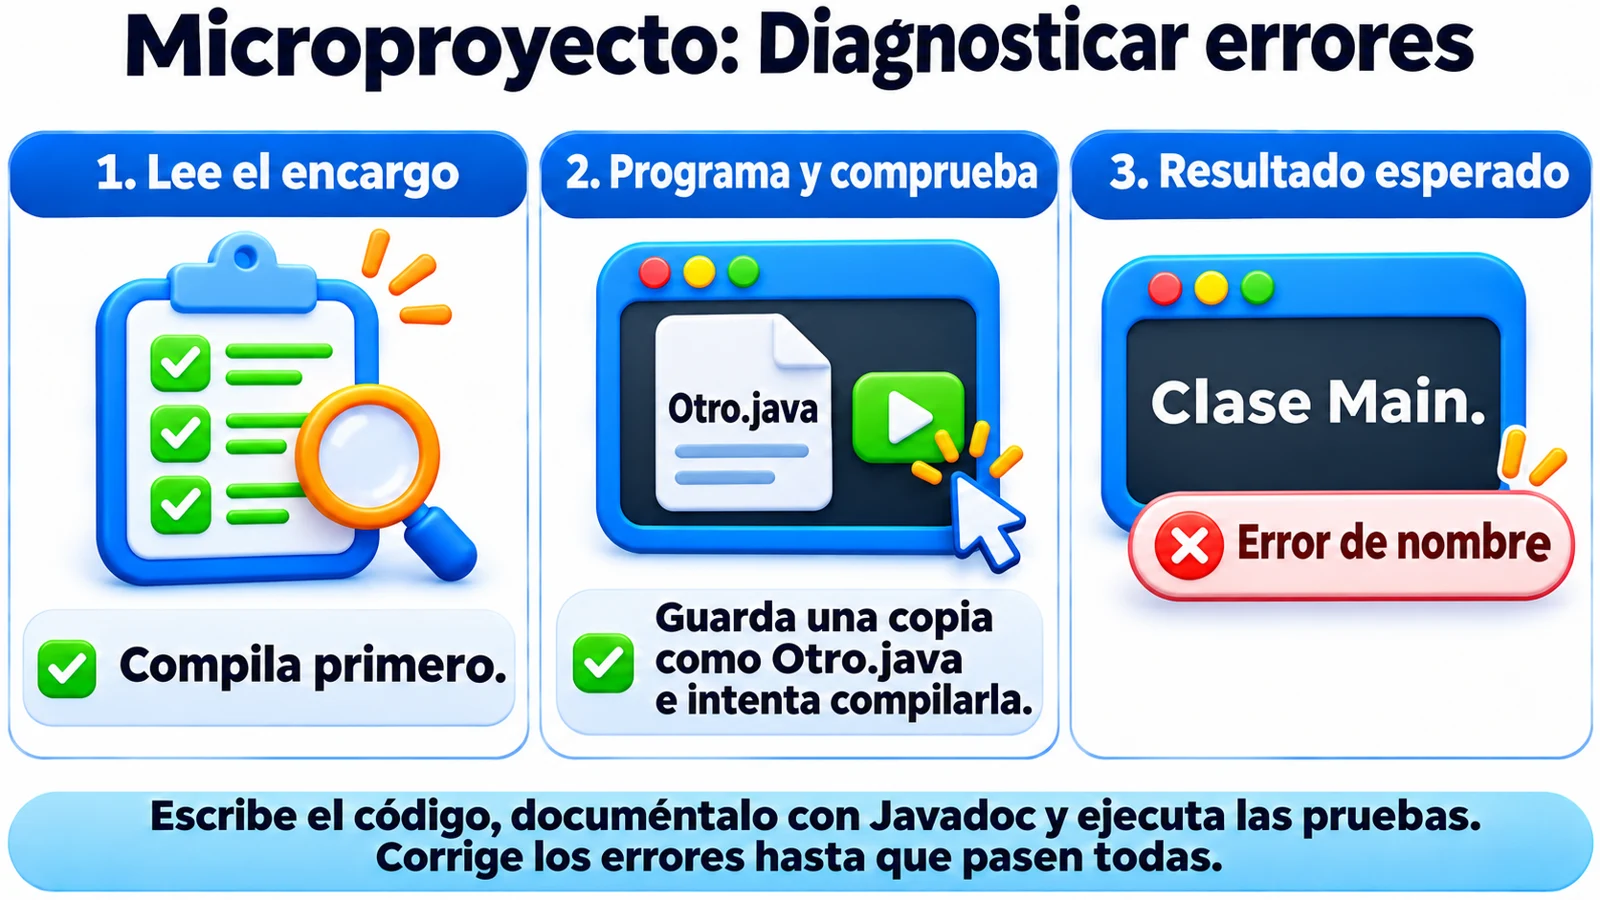 Microproyecto: Diagnosticar errores
1. Lee el encargo
Compila primero.
2. Programa y comprueba
Otro.java
Guarda una copia
como Otro.java
e intenta compilarla.
3. Resultado esperado
Clase Main.
Error de nombre
Escribe el código, documéntalo con Javadoc y ejecuta las pruebas.
Corrige los errores hasta que pasen todas.